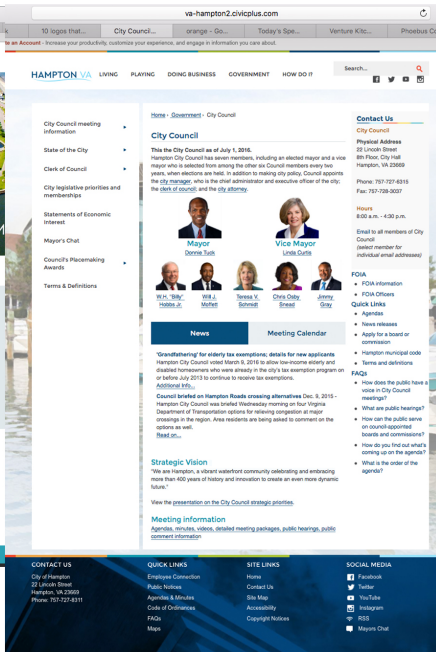 va-hampton2.civicplus.com
10 logos that...
City Council...
orange - Go...
Today's Spe...
Venture Kitc...
Phoebus Co
te an Account - Increase your productivity, customize your experience, and engage in information you care about.
HAMPTON VA
LIVING
PLAYING
DOING BUSINESS
GOVERNMENT
HOW DO I?
Search...
City Council meeting
information
State of the City
Clerk of Council
City legislative priorities and
memberships
Statements of Economic
Interest
Mayor's Chat
Council's Placemaking
Awards
Terms & Definitions
Home › Government › City Council
City Council
This the City Council as of July 1, 2016.
Hampton City Council has seven members, including an elected mayor and a vice
mayor who is selected from among the other six Council members every two
years, when elections are held. In addition to making city policy, Council appoints
the city manager, who is the chief administrator and executive officer of the city;
the clerk of council; and the city attorney.
Mayor
Donnie Tuck
Vice Mayor
Linda Curtis
W.H. "Billy"
Hobbs Jr.
Will J.
Moffett
Teresa V.
Schmidt
Chris Osby
Snead
Jimmy
Gray
News
Meeting Calendar
'Grandfathering' for elderly tax exemptions; details for new applicants
Hampton City Council voted March 9, 2016 to allow low-income elderly and
disabled homeowners who were already in the city's tax exemption program on
or before July 2013 to continue to receive tax exemptions.
Additional Info...
Council briefed on Hampton Roads crossing alternatives Dec. 9, 2015 -
Hampton City Council was briefed Wednesday morning on four Virginia
Department of Transportation options for relieving congestion at major
crossings in the region. Area residents are being asked to comment on the
options as well.
Read on...
Strategic Vision
"We are Hampton, a vibrant waterfront community celebrating and embracing
more than 400 years of history and innovation to create an even more dynamic
future."
View the presentation on the City Council strategic priorities.
Meeting information
Agendas, minutes, videos, detailed meeting packages, public hearings, public
comment information
Contact Us
City Council
Physical Address
22 Lincoln Street
8th Floor, City Hall
Hampton, VA 23669
Phone: 757-727-6315
Fax: 757-728-3037
Hours
8:00 a.m. - 4:30 p.m.
Email to all members of City
Council
(select member for
individual email addresses)
FOIA
FOIA information
FOIA Officers
Quick Links
Agendas
News releases
Apply for a board or
commission
Hampton municipal code
Terms and definitions
FAQs
How does the public have a
voice in City Council
meetings?
What are public hearings?
How can the public serve
on council-appointed
boards and commissions?
How do you find out what's
coming up on the agenda?
What is the order of the
agenda?
CONTACT US
City of Hampton
22 Lincoln Street
Hampton, VA 23669
Phone: 757-727-8311
QUICK LINKS
Employee Connection
Public Notices
Agendas & Minutes
Code of Ordinances
FAQs
Maps
SITE LINKS
Home
Contact Us
Site Map
Accessibility
Copyright Notices
SOCIAL MEDIA
Facebook
Twitter
YouTube
Instagram
RSS
Mayors Chat